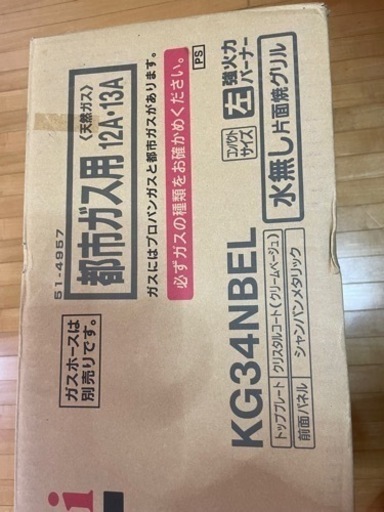 51-4957
都市ガス用
〈天然ガス〉
12A・13A
ガスにはプロパンガスと都市ガスがあります。
必ずガスの種類をお確かめください。
PS
ガスホースは
別売りです。
KG34NBEL
コンパクト
サイズ
左
強火力
バーナー
水無し片面焼グリル
トッププレート
クリスタルコート(クリームベージュ)
前面パネル
シャンパンメタリック